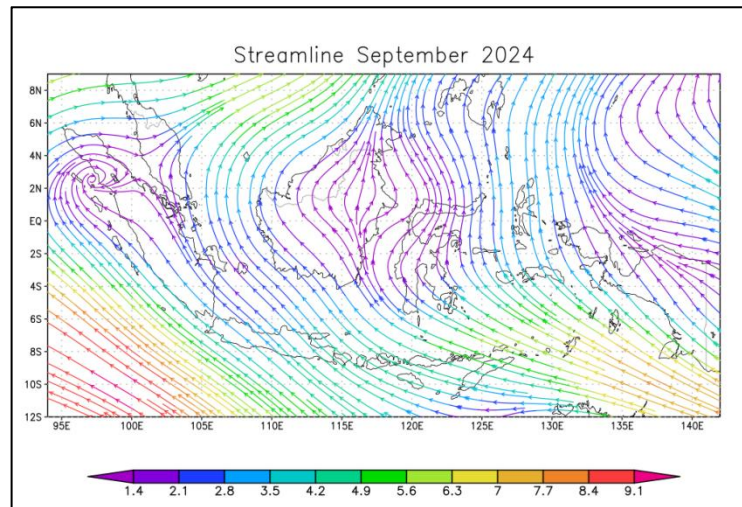 Streamline September 2024
8N
6N
4N
2N
EQ
2S
4S
6S
8S
10S
12S
95E 100E 105E 110E 115E 120E 125E 130E 135E 140E
1.4 2.1 2.8 3.5 4.2 4.9 5.6 6.3 7 7.7 8.4 9.1